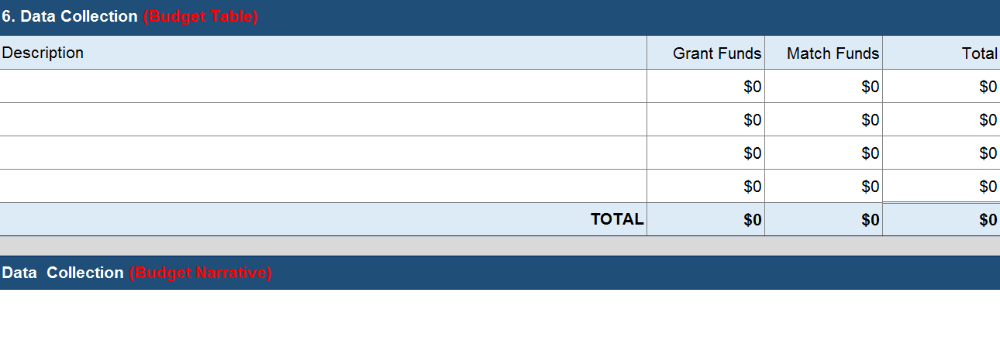 6. Data Collection (Budget Table)
Description Grant Funds Match Funds Total
$0 $0 $0
$0 $0 $0
$0 $0 $0
$0 $0 $0
TOTAL $0 $0 $0
Data  Collection (Budget Narrative)